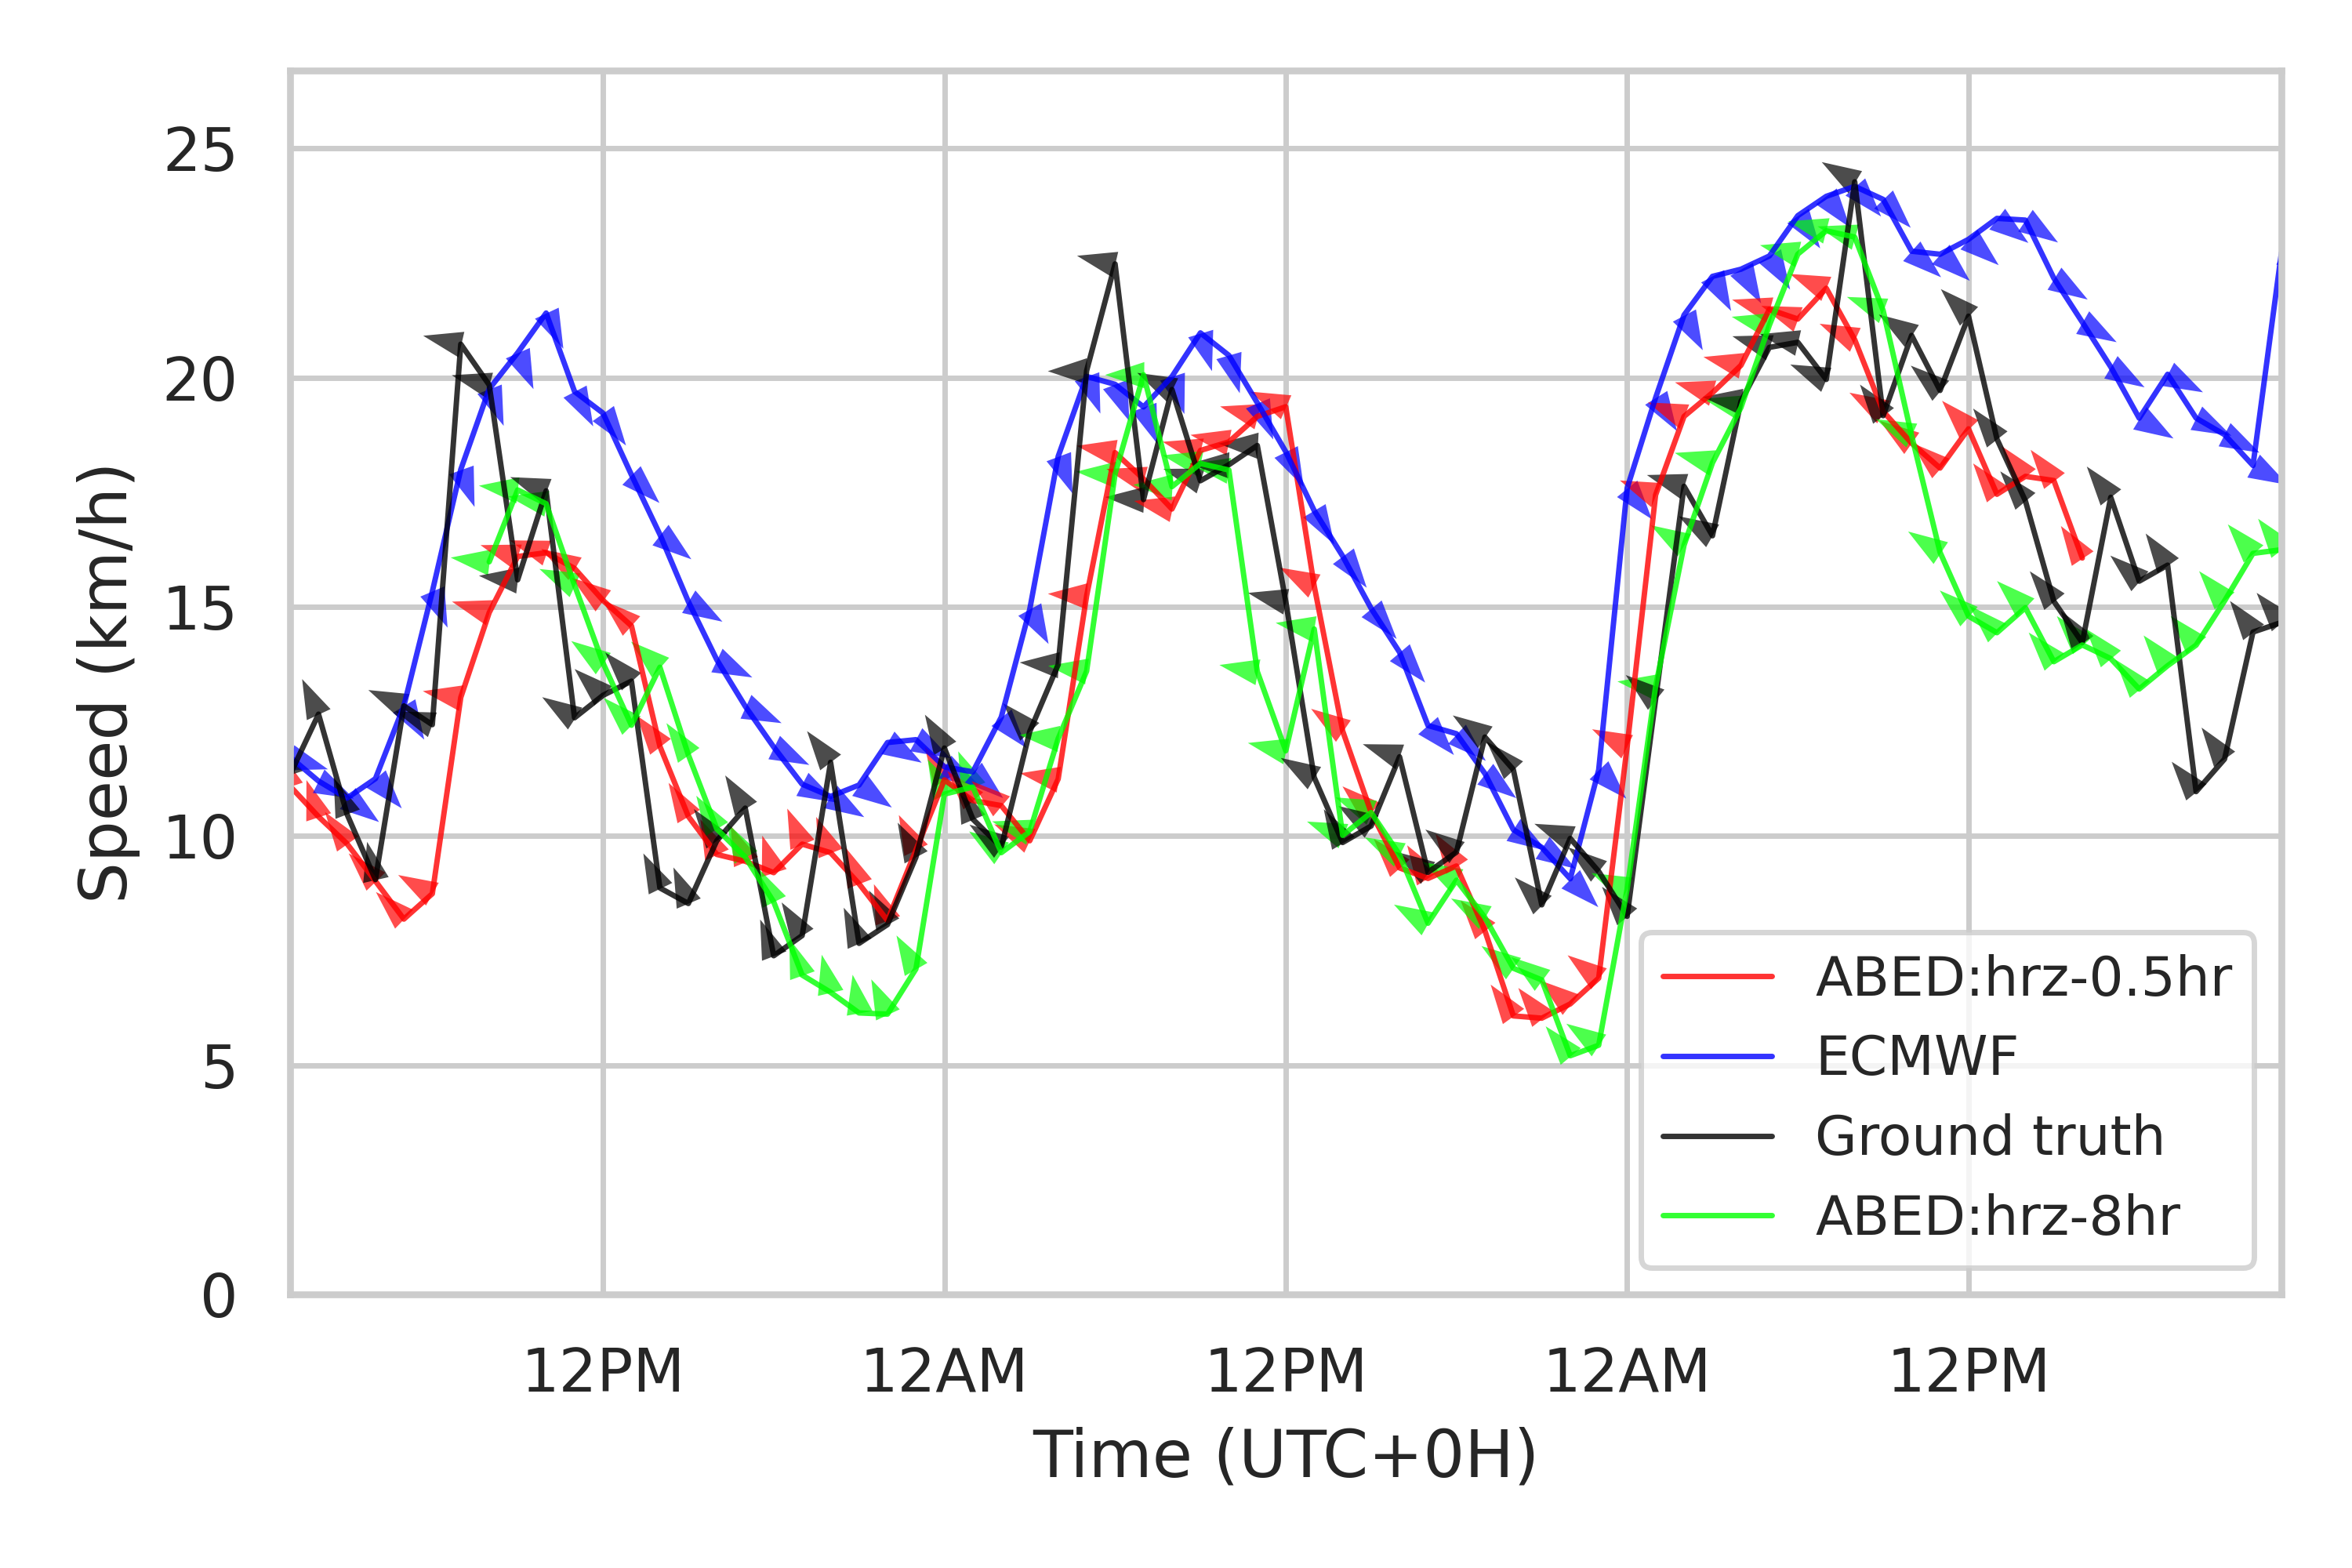 25
20
15
10
5
0
Speed (km/h)
ABED:hrz-0.5hr
ECMWF
Ground truth
ABED:hrz-8hr
12PM
12AM
12PM
12AM
12PM
Time (UTC+0H)